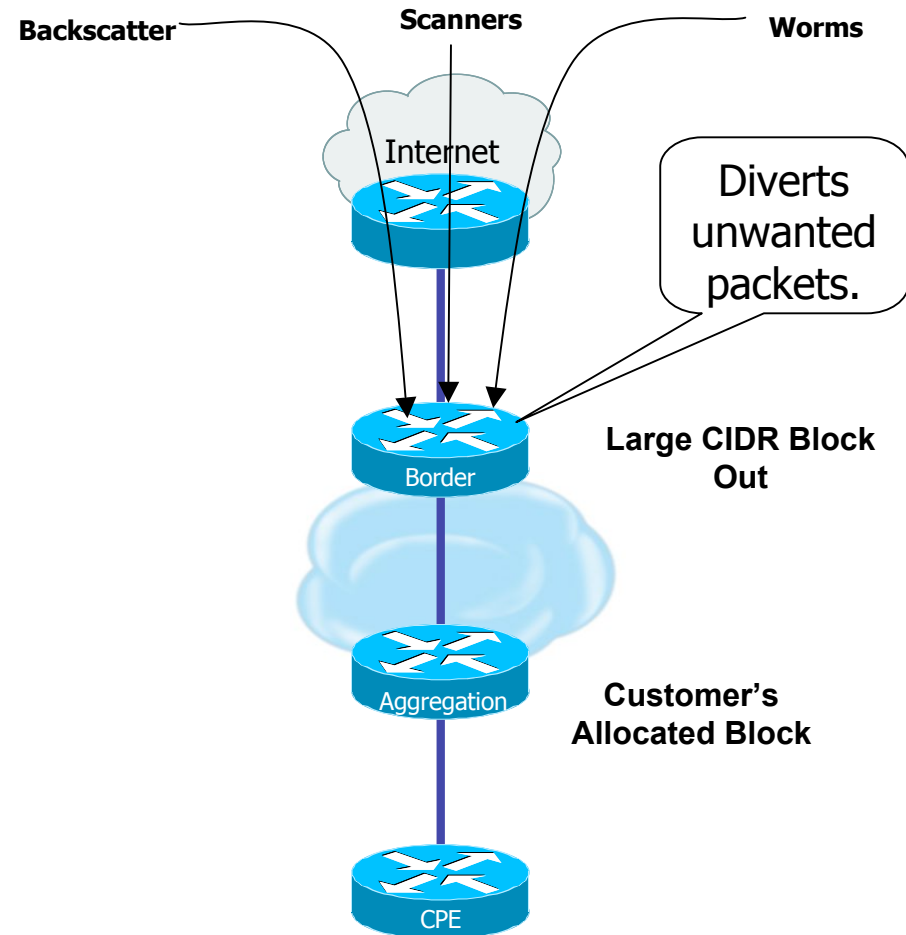 Backscatter
Scanners
Worms
Internet
Diverts
unwanted
packets.
Border
Large CIDR Block
Out
Aggregation
Customer’s
Allocated Block
CPE